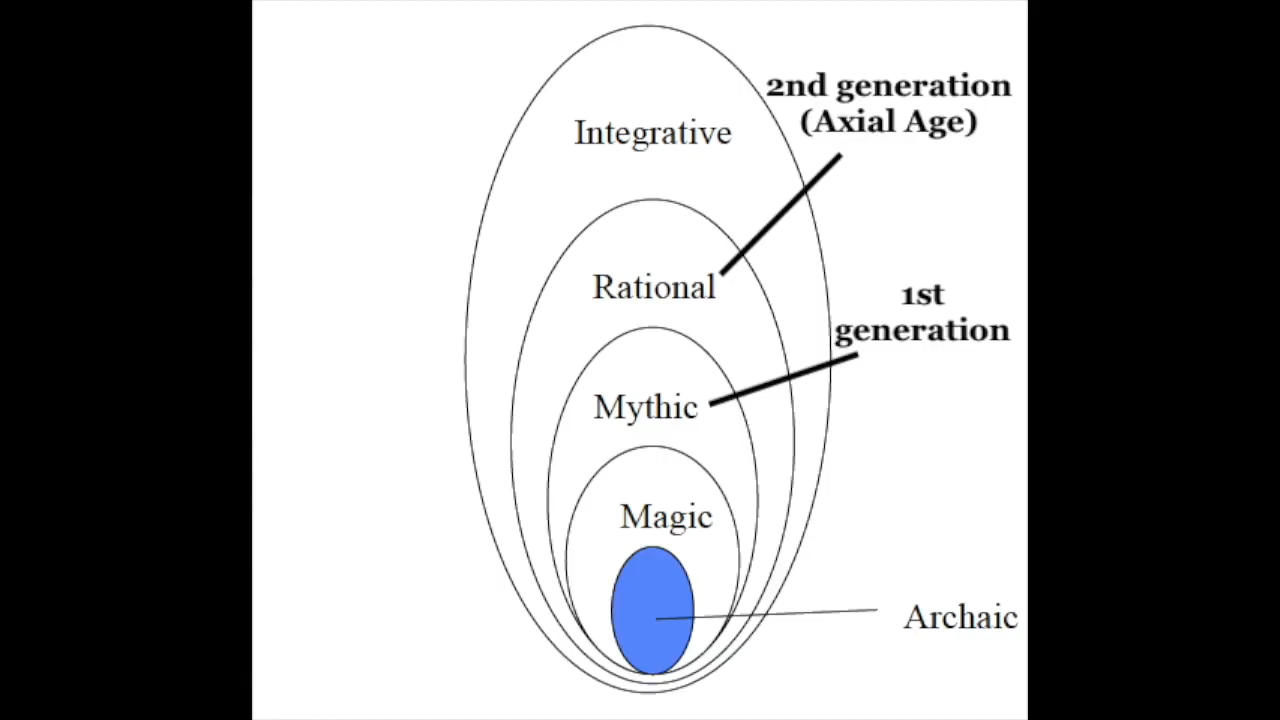 2nd generation
(Axial Age)
Integrative
Rational
1st
generation
Mythic
Magic
Archaic